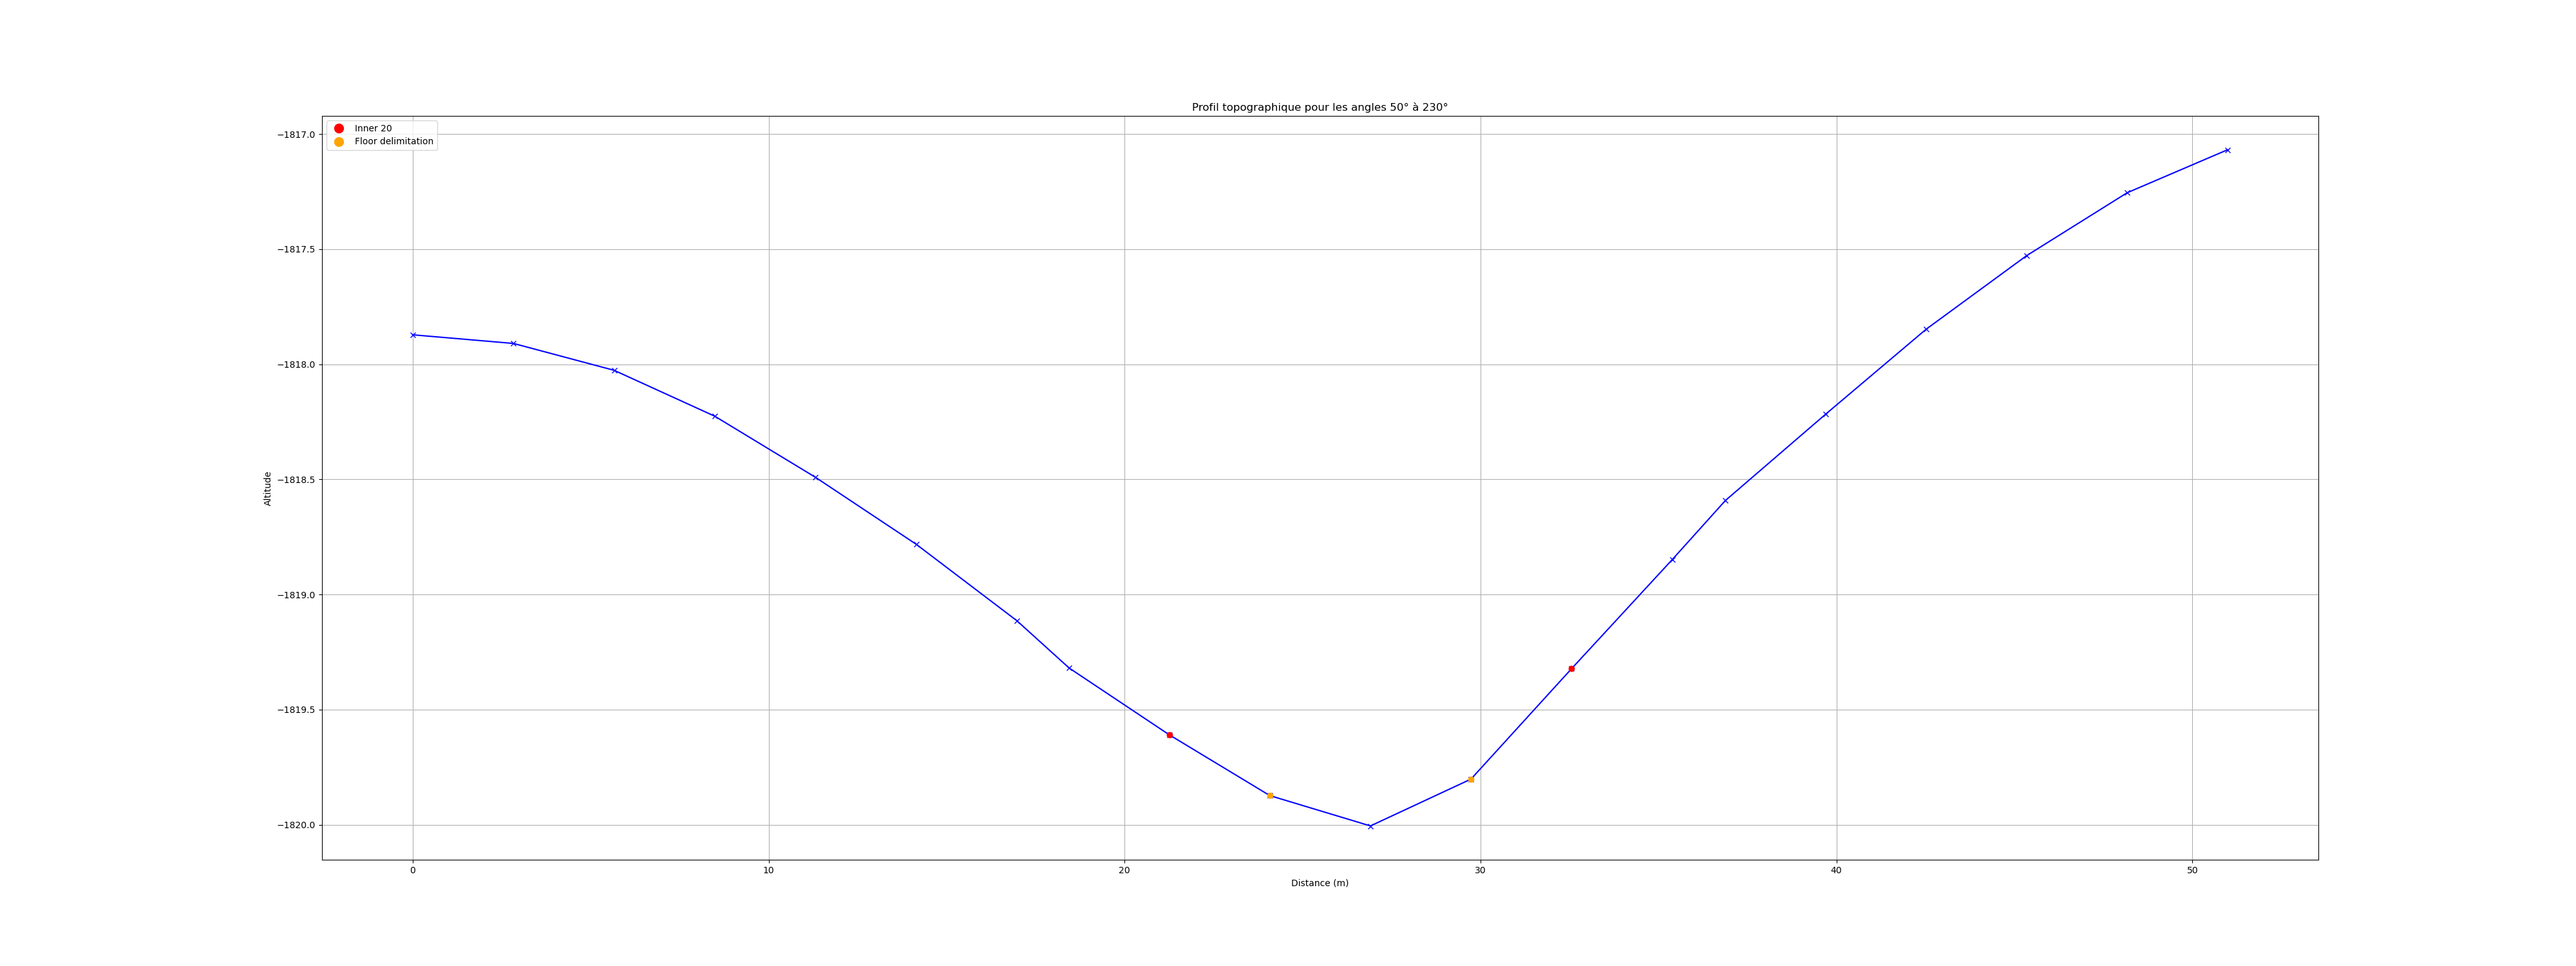 Profil topographique pour les angles 50° à 230°
Inner 20
Floor delimitation
−1817.0
−1817.5
−1818.0
−1818.5
−1819.0
−1819.5
−1820.0
Altitude
0 10 20 30 40 50
Distance (m)